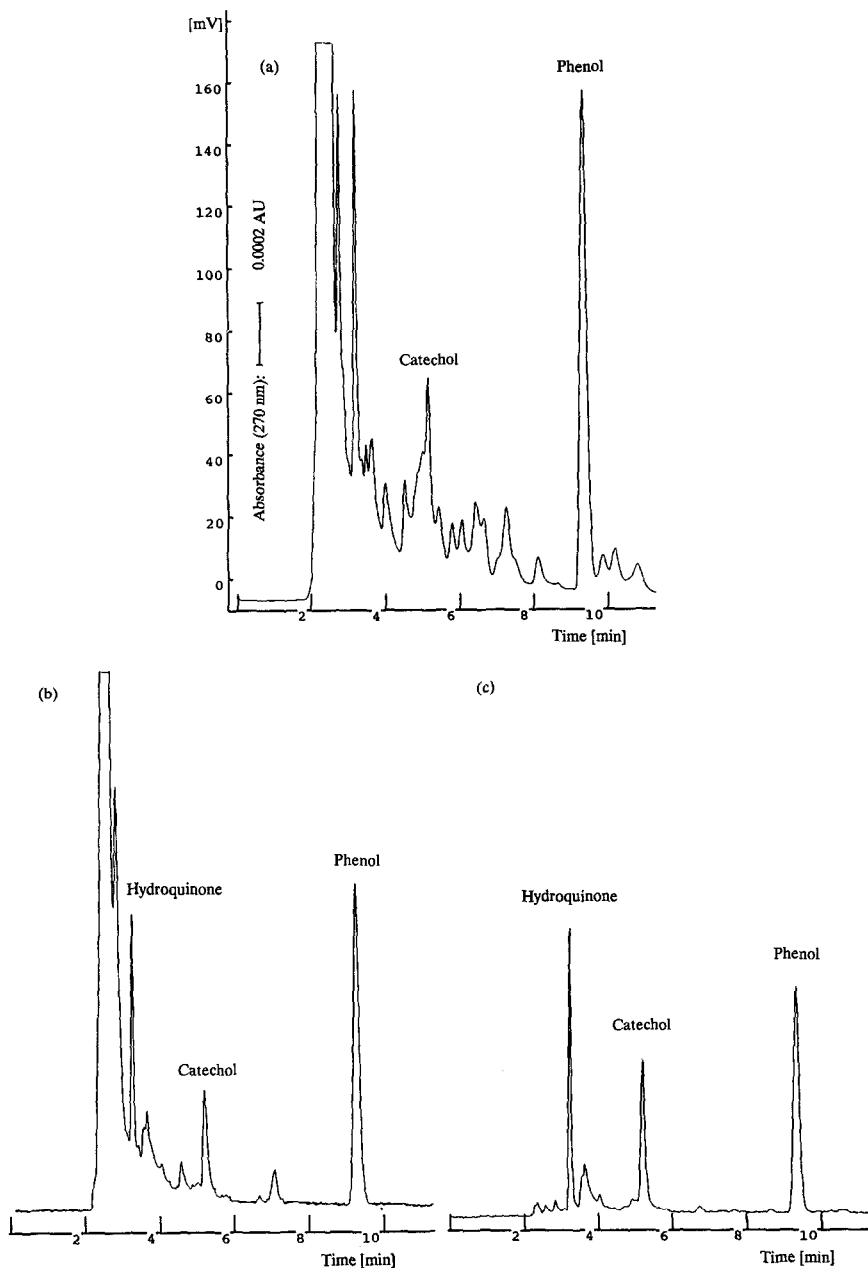 [mV]
(a)
Phenol
160
140
120
100
80
60
40
20
0
Absorbance (270 nm): 0.0002 AU
Catechol
2 4 6 8 10
Time [min]
(b)
Hydroquinone
Catechol
Phenol
2 4 6 8 10
Time [min]
(c)
Hydroquinone
Catechol
Phenol
2 4 6 8 10
Time [min]